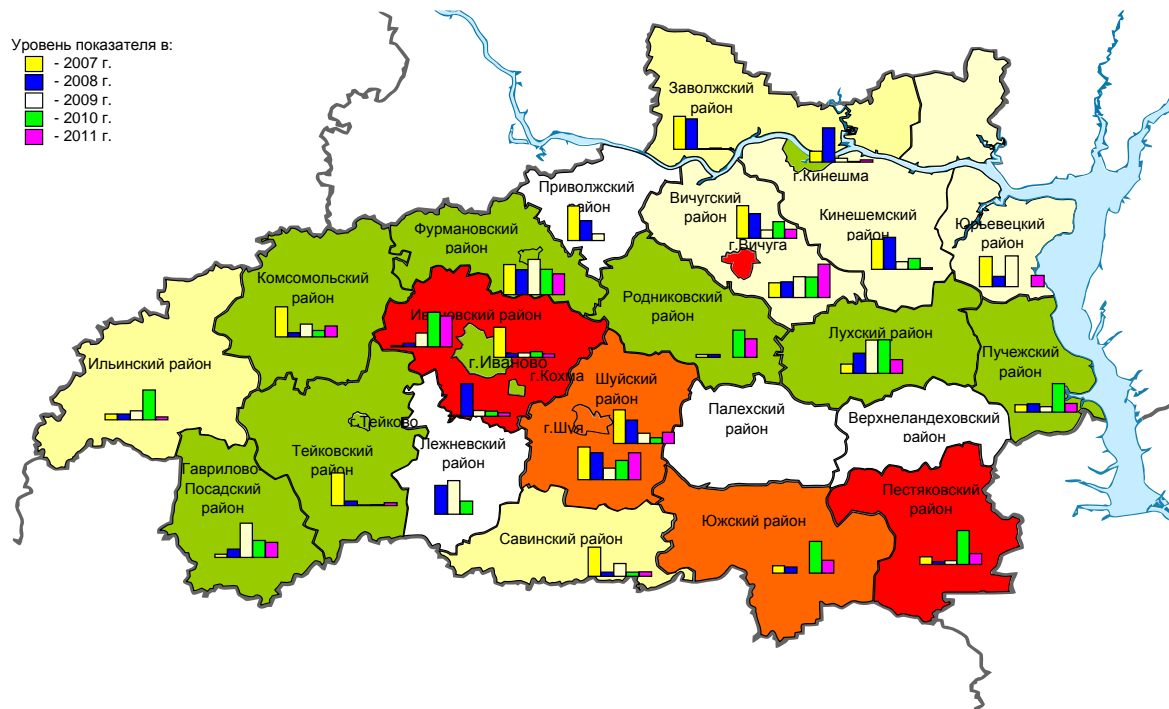 Уровень показателя в:
- 2007 г.
- 2008 г.
- 2009 г.
- 2010 г.
- 2011 г.
Заволжский
район
г.Кинешма
Приволжский
район
Вичугский
район
Кинешемский
район
Юрьевецкий
район
г.Вичуга
Фурмановский
район
Комсомольский
район
Родниковский
район
Ивановский район
Лухский район
Пучежский
район
Ильинский район
г.Иваново
г.Кохма
Шуйский
район
Палехский
район
Верхнеландеховский
район
г.Тейково
г.Шуя
Лежневский
район
Тейковский
район
Гаврилово
Посадский
район
Пестяковский
район
Южский район
Савинский район